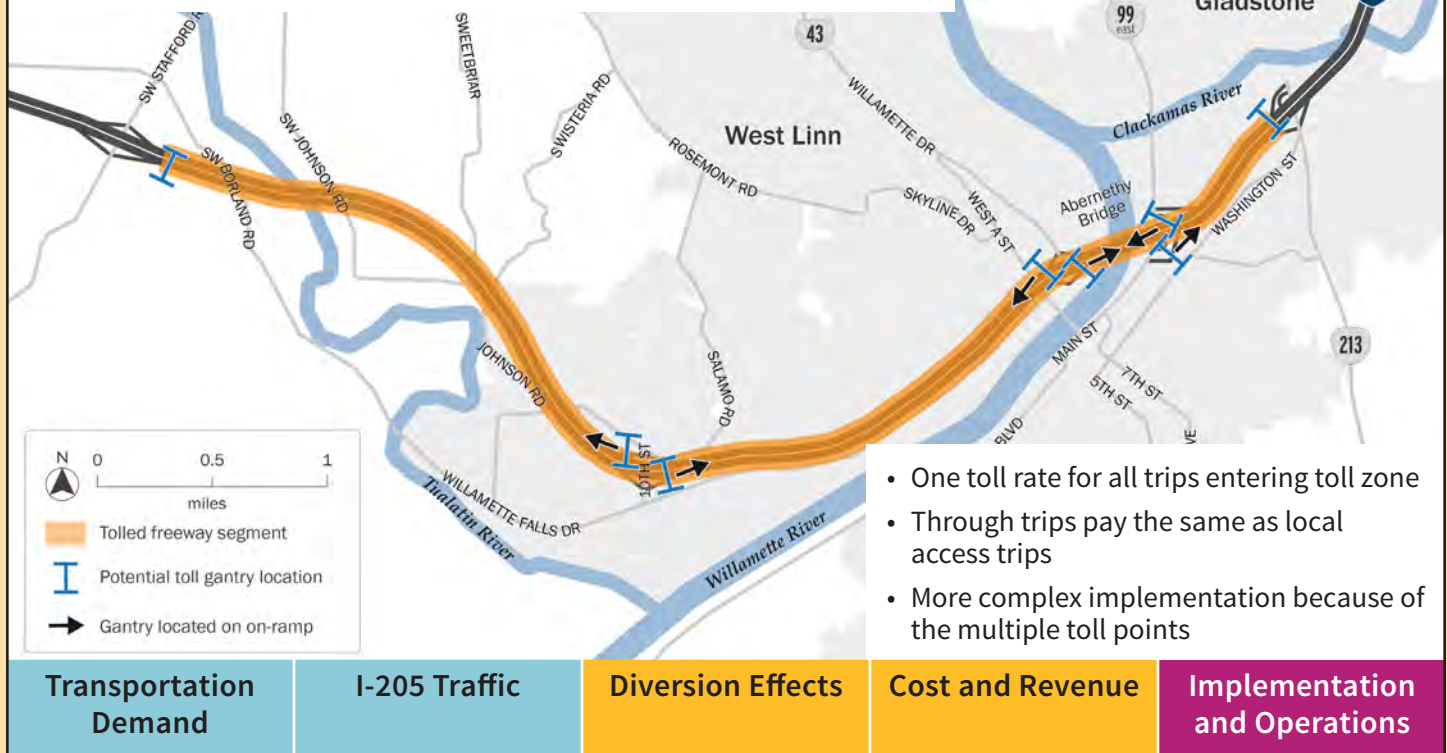 Gladstone
99
east
43
SW STAFFORD R
SWEETBRIAR
SW JOHNSON RD
SWISTERIA RD
WILLAMETTE DR
Clackamas River
West Linn
ROSEMONT RD
SW BORLAND RD
SKYLINE DR
WEST A ST
Abernethy
Bridge
WASHINGTON ST
MAIN ST
213
7TH ST
5TH ST
JOHNSON RD
SALAMO RD
BLVD
VE
10TH ST
WILLAMETTE FALLS DR
Tualatin River
Willamette River
N
0 0.5 1
miles
Tolled freeway segment
Potential toll gantry location
Gantry located on on-ramp
• One toll rate for all trips entering toll zone
• Through trips pay the same as local
access trips
• More complex implementation because of
the multiple toll points
Transportation
Demand
I-205 Traffic
Diversion Effects
Cost and Revenue
Implementation
and Operations